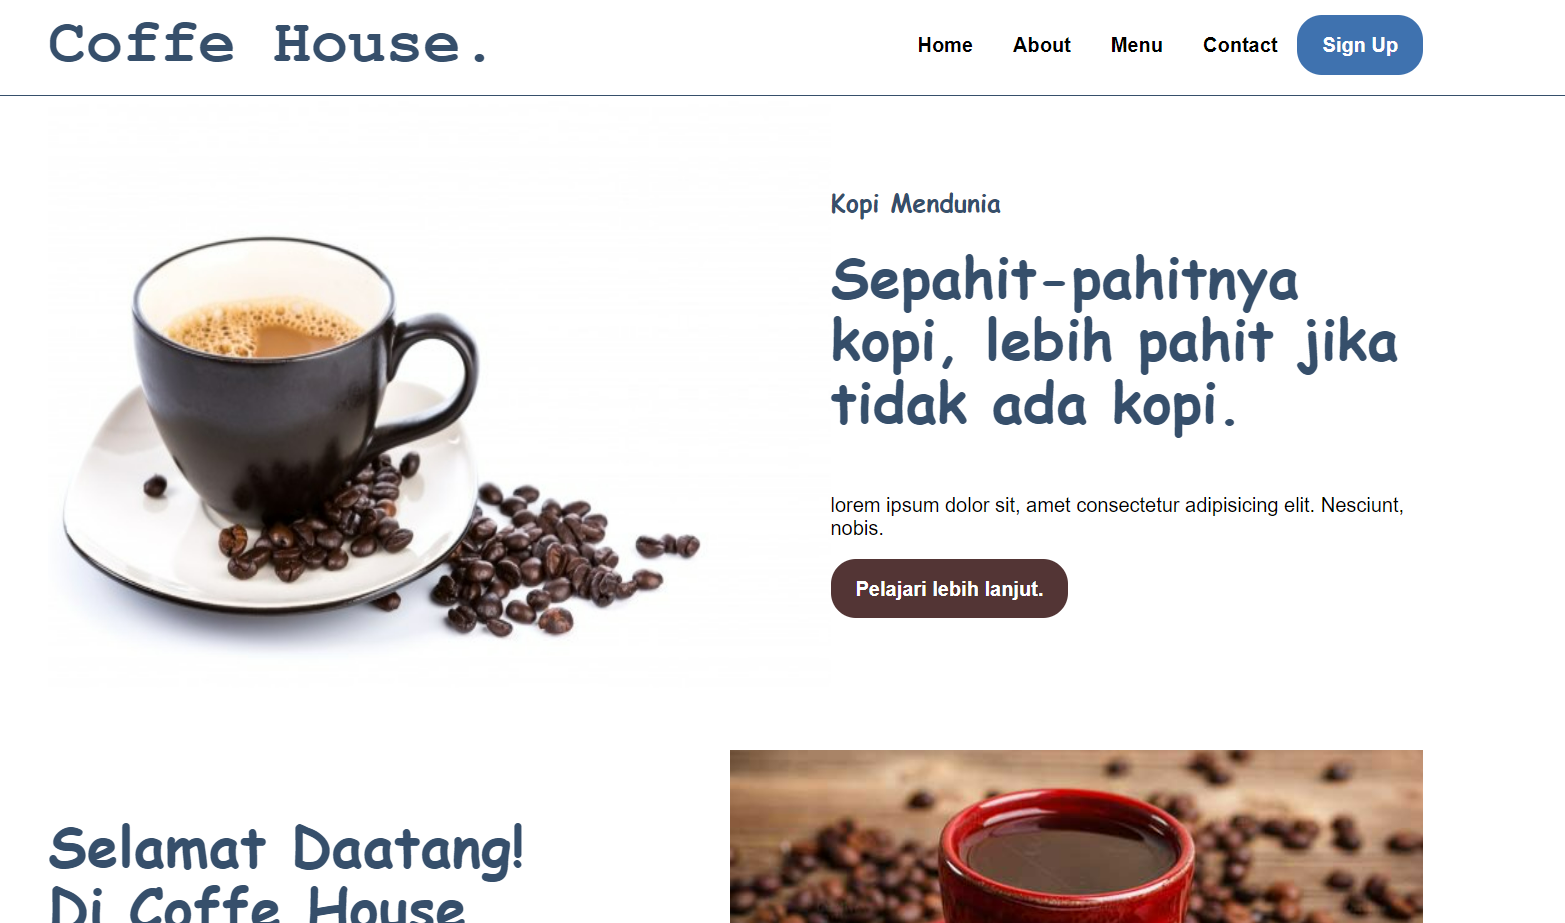 Coffe House.
Home About Menu Contact Sign Up
Kopi Mendunia
Sepahit-pahitnya
kopi, lebih pahit jika
tidak ada kopi.
lorem ipsum dolor sit, amet consectetur adipisicing elit. Nesciunt,
nobis.
Pelajari lebih lanjut.
Selamat Daatang!
Di Coffe House